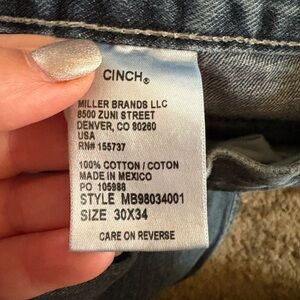 CINCH®
MILLER BRANDS LLC
8500 ZUNI STREET
DENVER, CO 80260
USA
RN# 155737
100% COTTON / COTON
MADE IN MEXICO
PO 105988
STYLE MB98034001
SIZE 30X34
CARE ON REVERSE